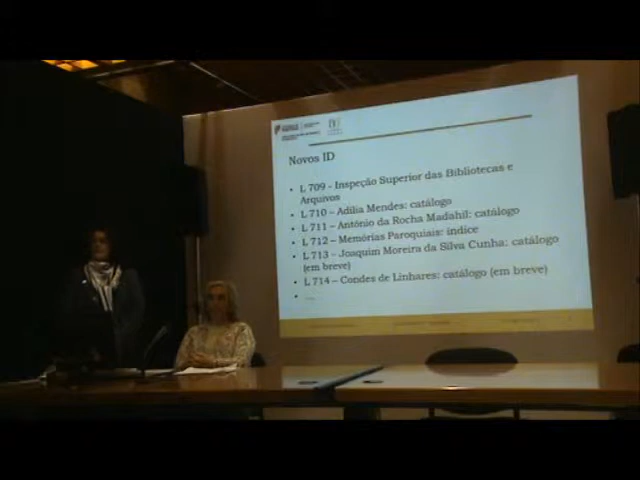 Novos ID
• L 709 – Inspeção Superior das Bibliotecas e
Arquivos
• L 710 – Adília Mendes: catálogo
• L 711 – António da Rocha Madahil: catálogo
• L 712 – Memórias Paroquiais: índice
• L 713 – Joaquim Moreira da Silva Cunha: catálogo
(em breve)
• L 714 – Condes de Linhares: catálogo (em breve)